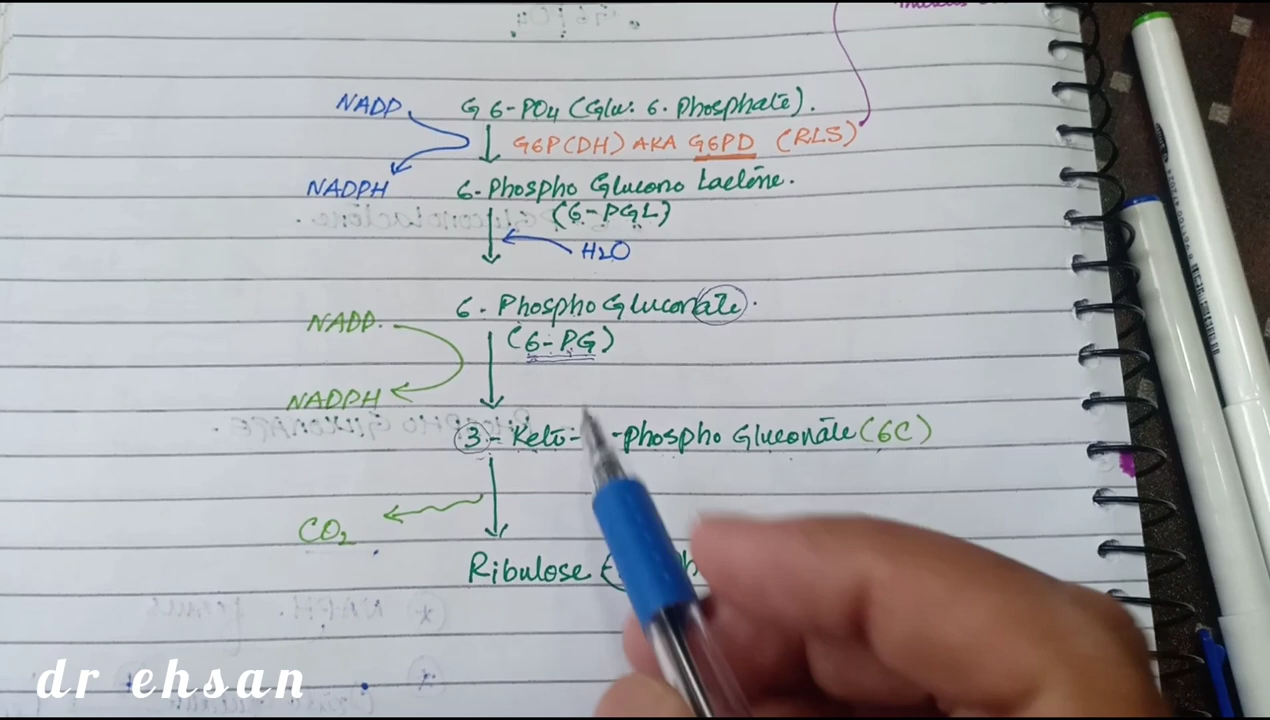 NADP G 6-PO4 (Glu. 6. Phosphate).
G6P(DH) AKA G6PD (RLS)
NADPH 6-Phospho Glucono Lactone.
(6-PGL)
H2O
6. Phospho Gluconate.
NADP. (6-PG)
NADPH
3-Keto- -phospho Gluconate (6C)
CO2
Ribulose
dr ehsan